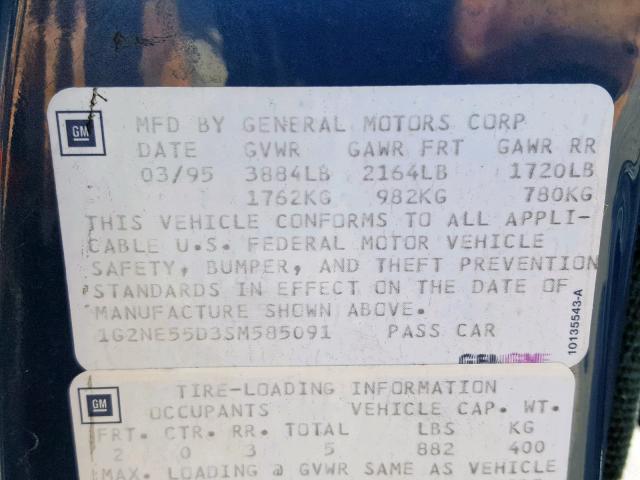 GM
MFD BY GENERAL MOTORS CORP
DATE GVWR GAWR FRT GAWR RR
03/95 3884LB 2164LB 1720LB
1762KG 982KG 780KG
THIS VEHICLE CONFORMS TO ALL APPLI-
CABLE U.S. FEDERAL MOTOR VEHICLE
SAFETY, BUMPER, AND THEFT PREVENTION
STANDARDS IN EFFECT ON THE DATE OF
MANUFACTURE SHOWN ABOVE.
1G2NE55D3SM585091 PASS CAR
10135543-A
GM
TIRE-LOADING INFORMATION
OCCUPANTS VEHICLE CAP. WT.
FRT. CTR. RR. TOTAL LBS KG
2 0 3 5 882 400
MAX. LOADING @ GVWR SAME AS VEHICLE